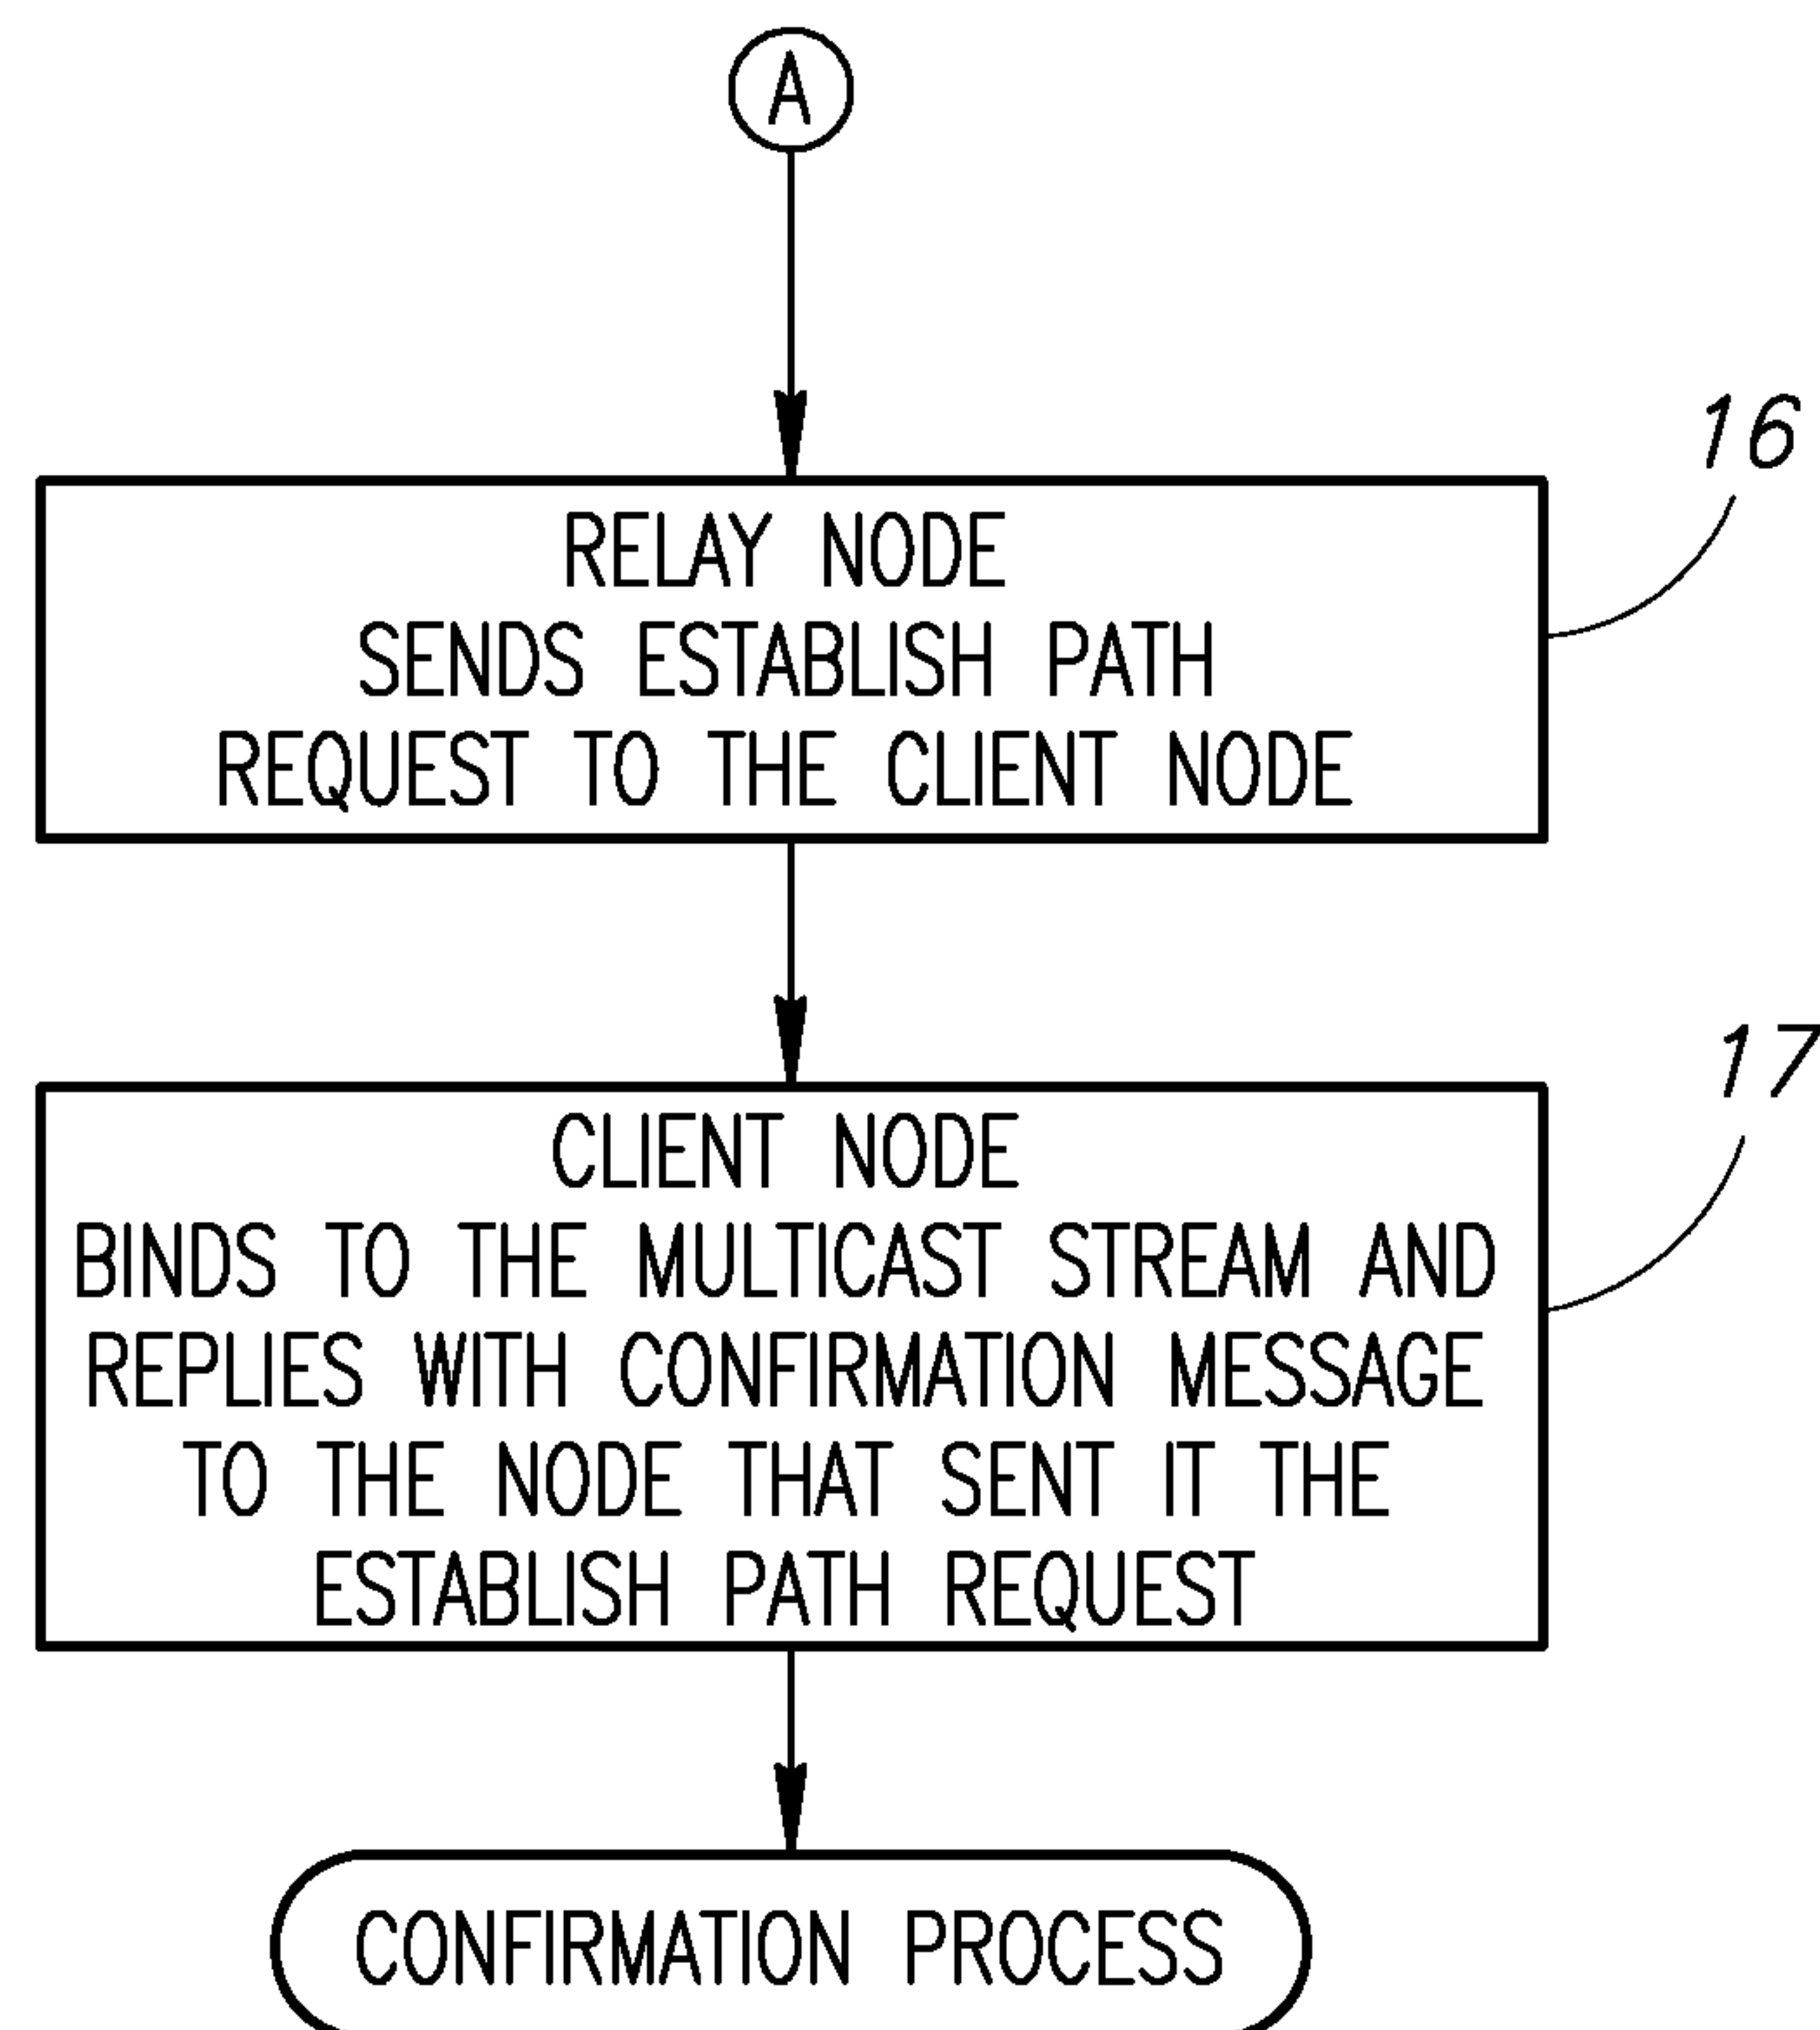 A
16
RELAY NODE
SENDS ESTABLISH PATH
REQUEST TO THE CLIENT NODE
17
CLIENT NODE
BINDS TO THE MULTICAST STREAM AND
REPLIES WITH CONFIRMATION MESSAGE
TO THE NODE THAT SENT IT THE
ESTABLISH PATH REQUEST
CONFIRMATION PROCESS